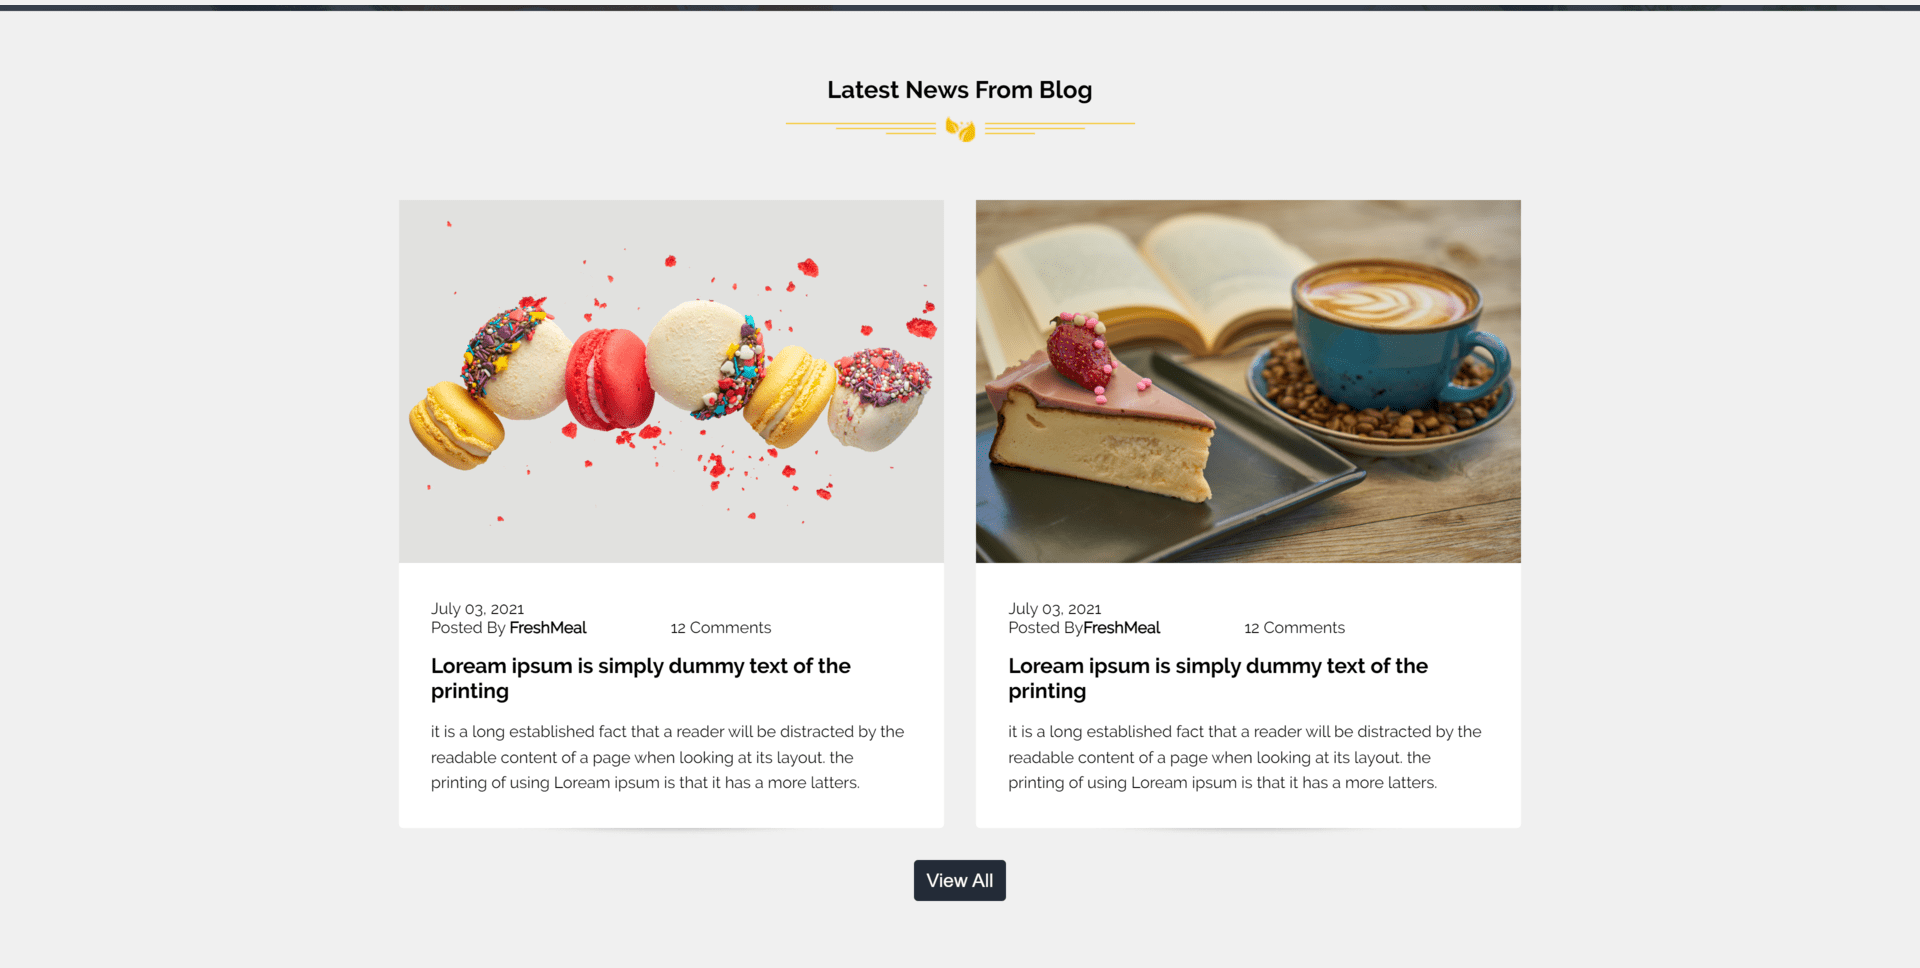 Latest News From Blog
July 03, 2021
Posted By FreshMeal 12 Comments
Loream ipsum is simply dummy text of the
printing
it is a long established fact that a reader will be distracted by the
readable content of a page when looking at its layout. the
printing of using Loream ipsum is that it has a more latters.
July 03, 2021
Posted ByFreshMeal 12 Comments
Loream ipsum is simply dummy text of the
printing
it is a long established fact that a reader will be distracted by the
readable content of a page when looking at its layout. the
printing of using Loream ipsum is that it has a more latters.
View All